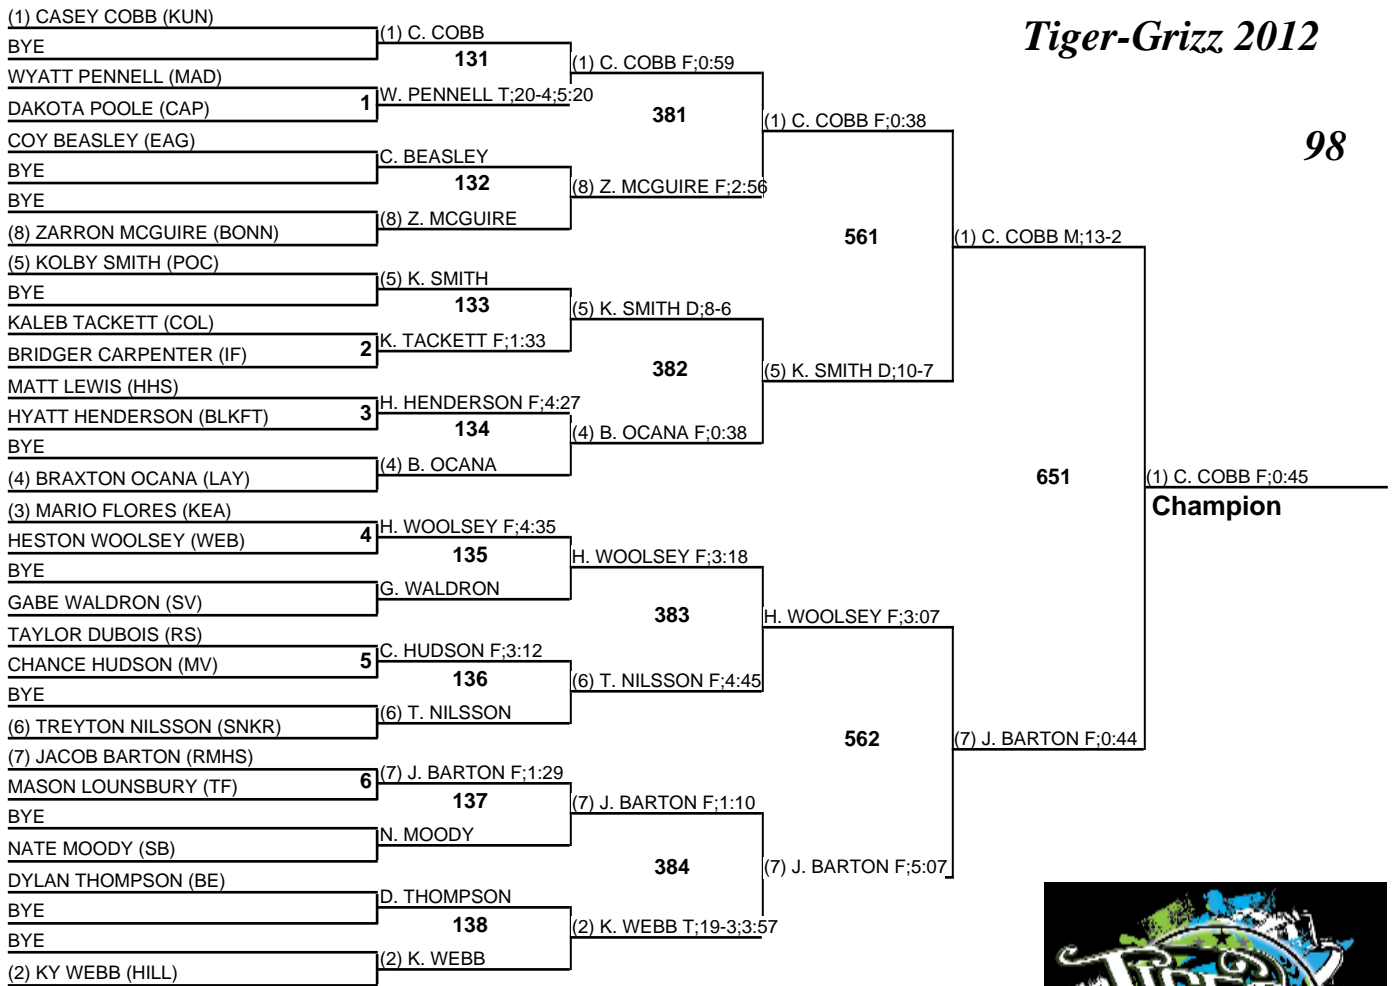 Tiger-Grizz 2012
98
(1) CASEY COBB (KUN)
BYE
WYATT PENNELL (MAD)
DAKOTA POOLE (CAP)
COY BEASLEY (EAG)
BYE
BYE
(8) ZARRON MCGUIRE (BONN)
(5) KOLBY SMITH (POC)
BYE
KALEB TACKETT (COL)
BRIDGER CARPENTER (IF)
MATT LEWIS (HHS)
HYATT HENDERSON (BLKFT)
BYE
(4) BRAXTON OCANA (LAY)
(3) MARIO FLORES (KEA)
HESTON WOOLSEY (WEB)
BYE
GABE WALDRON (SV)
TAYLOR DUBOIS (RS)
CHANCE HUDSON (MV)
BYE
(6) TREYTON NILSSON (SNKR)
(7) JACOB BARTON (RMHS)
MASON LOUNSBURY (TF)
BYE
NATE MOODY (SB)
DYLAN THOMPSON (BE)
BYE
BYE
(2) KY WEBB (HILL)
1
2
3
4
5
6
(1) C. COBB
131
W. PENNELL T;20-4;5:20
C. BEASLEY
132
(8) Z. MCGUIRE
(5) K. SMITH
133
K. TACKETT F;1:33
H. HENDERSON F;4:27
134
(4) B. OCANA
H. WOOLSEY F;4:35
135
G. WALDRON
C. HUDSON F;3:12
136
(6) T. NILSSON
(7) J. BARTON F;1:29
137
N. MOODY
D. THOMPSON
138
(2) K. WEBB
(1) C. COBB F;0:59
381
(8) Z. MCGUIRE F;2:56
(5) K. SMITH D;8-6
382
(4) B. OCANA F;0:38
H. WOOLSEY F;3:18
383
(6) T. NILSSON F;4:45
(7) J. BARTON F;1:10
384
(2) K. WEBB T;19-3;3:57
(1) C. COBB F;0:38
561
(5) K. SMITH D;10-7
H. WOOLSEY F;3:07
562
(7) J. BARTON F;5:07
(1) C. COBB M;13-2
651
(7) J. BARTON F;0:44
(1) C. COBB F;0:45
Champion